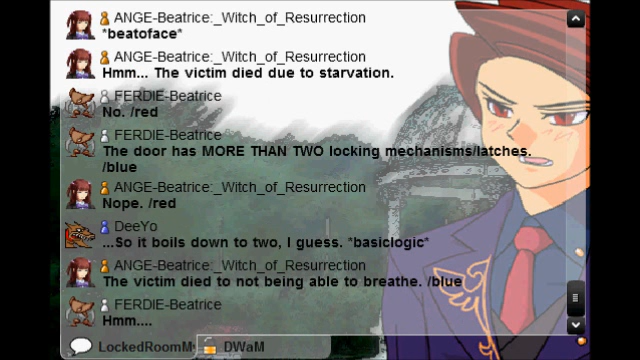 ANGE-Beatrice:_Witch_of_Resurrection
*beatoface*
ANGE-Beatrice:_Witch_of_Resurrection
Hmm... The victim died due to starvation.
FERDIE-Beatrice
No. /red
FERDIE-Beatrice
The door has MORE THAN TWO locking mechanisms/latches.
/blue
ANGE-Beatrice:_Witch_of_Resurrection
Nope. /red
DeeYo
...So it boils down to two, I guess. *basiclogic*
ANGE-Beatrice:_Witch_of_Resurrection
The victim died to not being able to breathe. /blue
FERDIE-Beatrice
Hmm....
LockedRoomM DWaM